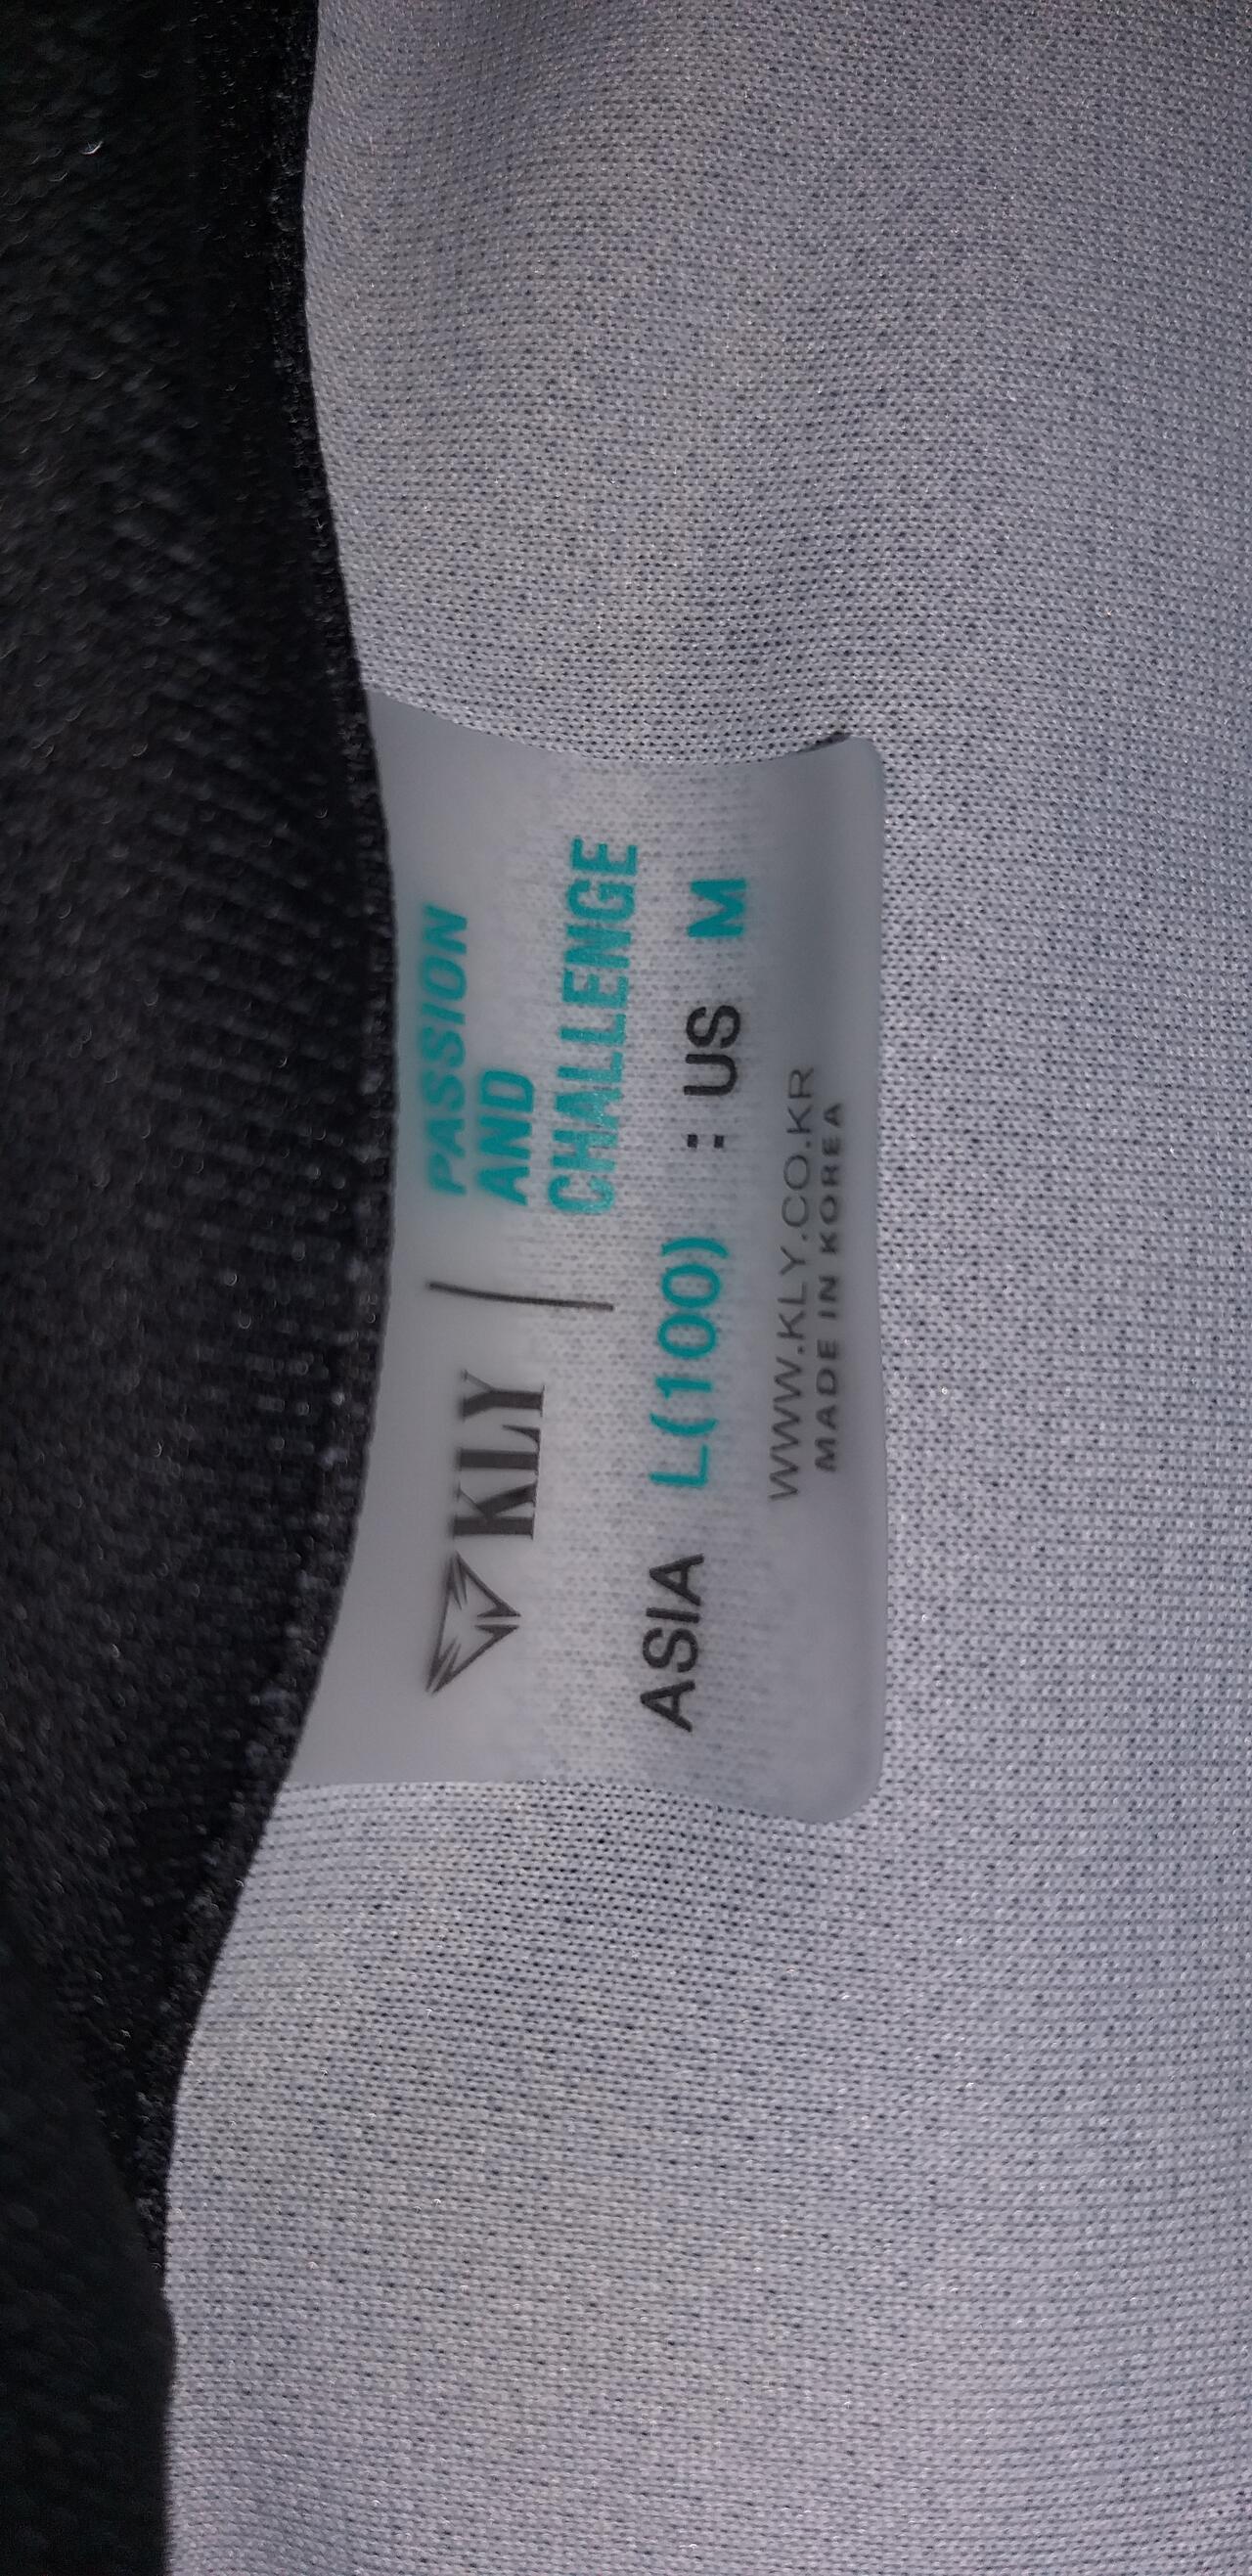 KLY | PASSION
AND
CHALLENGE
ASIA L(100) : US M
WWW.KLY.CO.KR
MADE IN KOREA